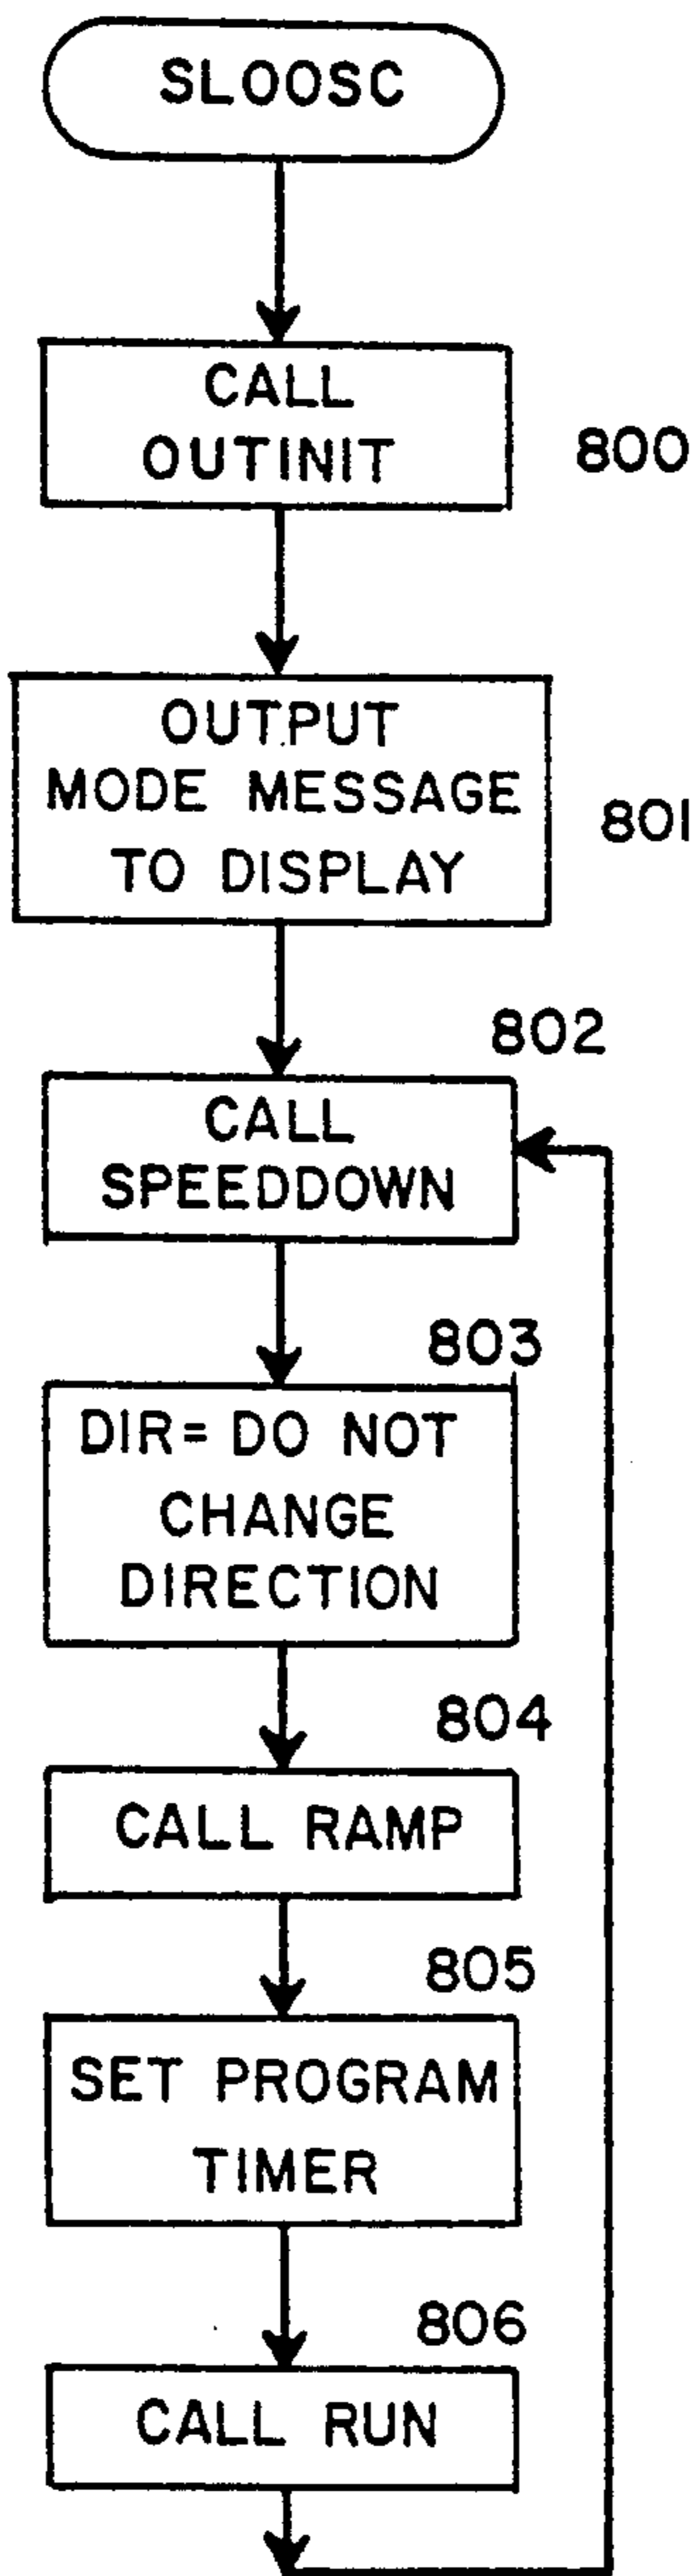 SLOOSC
CALL
OUTINIT
800
OUTPUT
MODE MESSAGE
TO DISPLAY
801
802
CALL
SPEEDDOWN
803
DIR= DO NOT
CHANGE
DIRECTION
804
CALL RAMP
805
SET PROGRAM
TIMER
806
CALL RUN